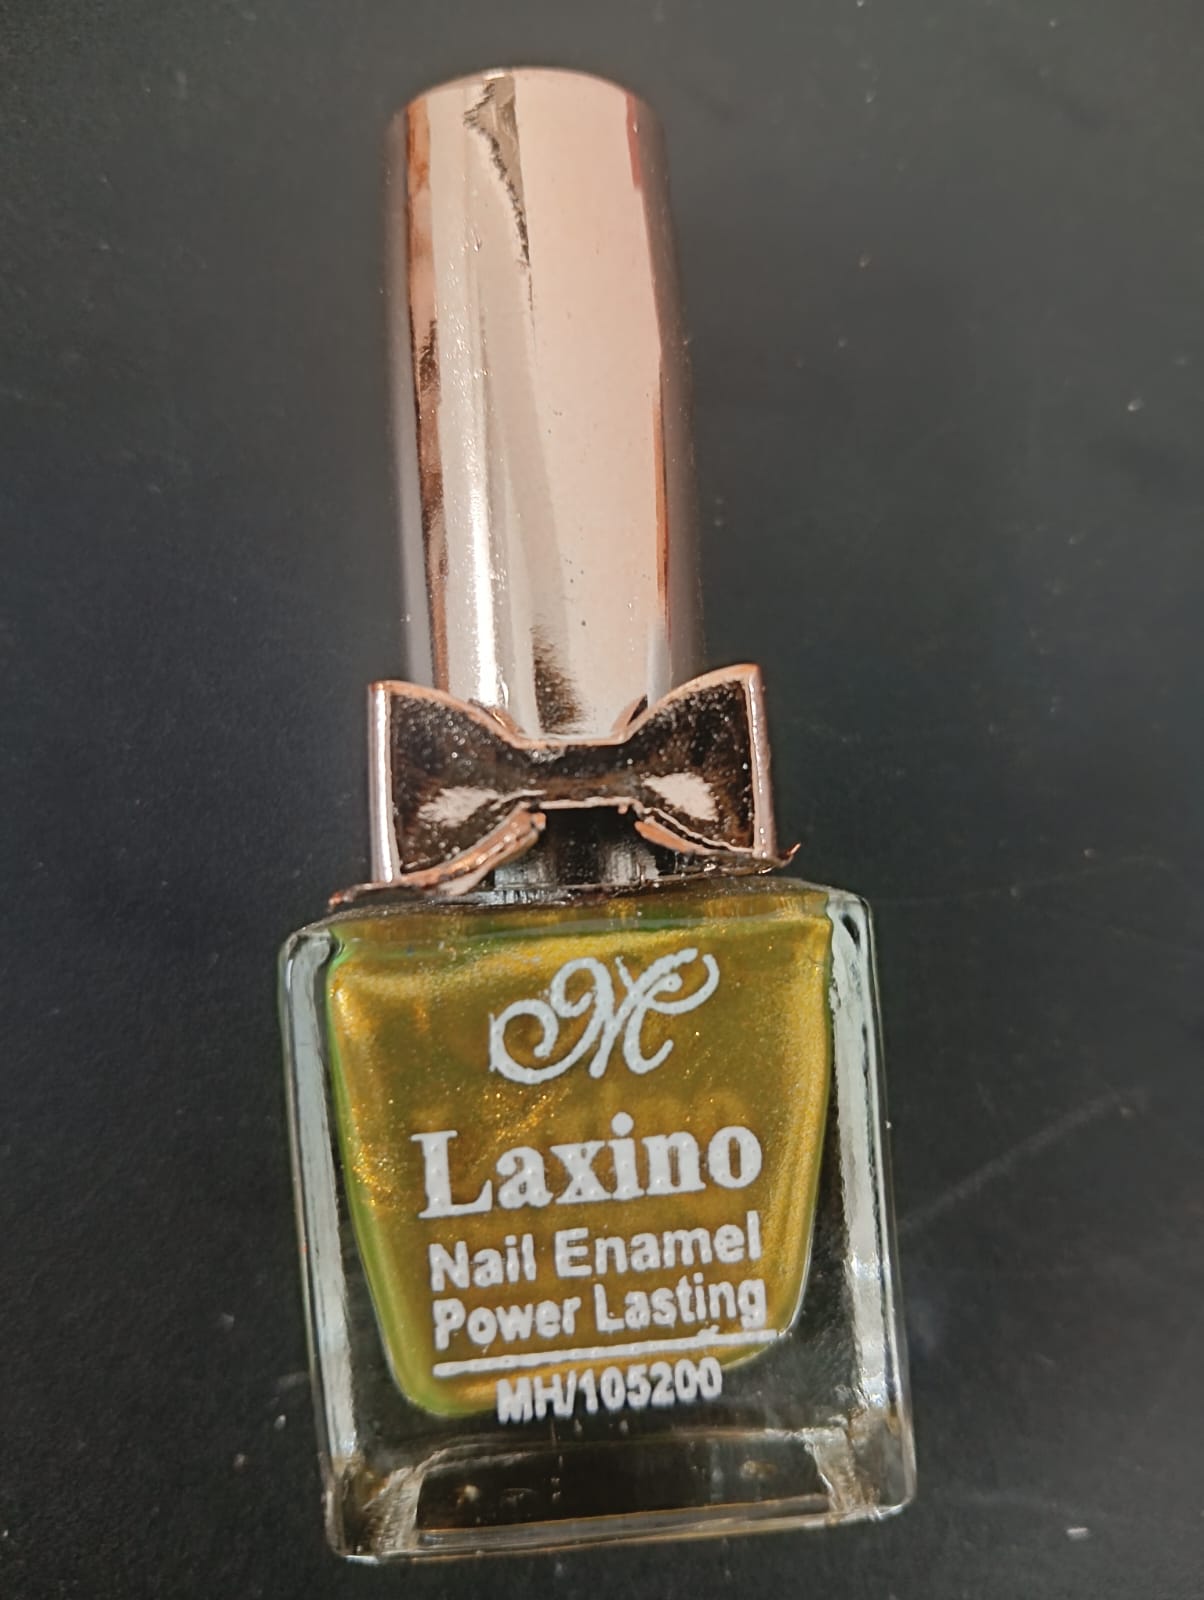 M
Laxino
Nail Enamel
Power Lasting
MH/105200